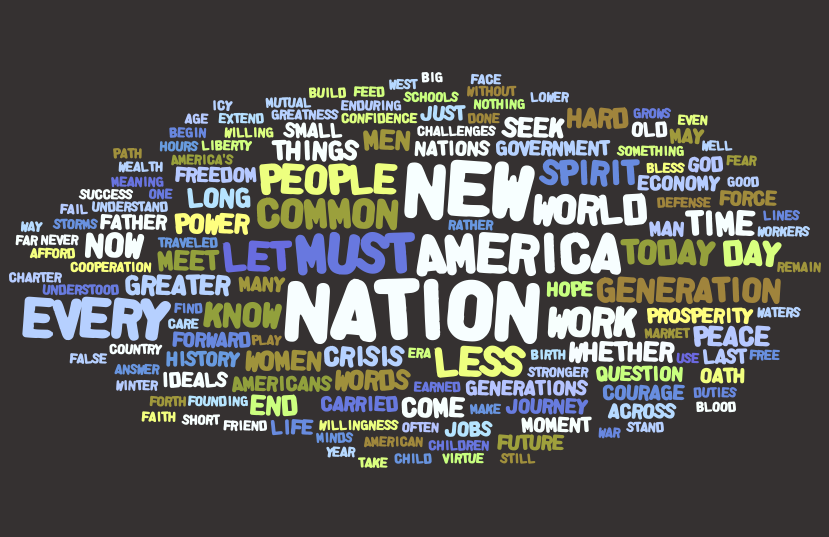 WEST BIG FACE
BUILD FEED SCHOOLS WITHOUT LOWER
ICY MUTUAL ENDURING NOTHING
AGE EXTEND GREATNESS CONFIDENCE JUST DONE HARD GROWS EVEN
BEGIN WILLING SMALL MEN CHALLENGES SEEK OLD MAY
HOURS LIBERTY THINGS NATIONS GOVERNMENT SOMETHING WELL
PATH AMERICA'S BLESS GOD FEAR
WEALTH FREEDOM PEOPLE NEW SPIRIT ECONOMY GOOD
MEANING
SUCCESS ONE LONG COMMON WORLD DEFENSE FORCE
FAIL UNDERSTAND
WAY STORMS FATHER POWER RATHER MAN TIME LINES
WORKERS
FAR NEVER NOW TRAVELED LET MUST AMERICA TODAY DAY
AFFORD COOPERATION MEET REMAIN
CHARTER UNDERSTOOD GREATER MANY NATION HOPE GENERATION
EVERY FIND KNOW WORK PROSPERITY WATERS
CARE
FORWARD PLAY MARKET PEACE
FALSE COUNTRY HISTORY WOMEN CRISIS ERA LESS BIRTH WHETHER USE LAST FREE
ANSWER STRONGER QUESTION OATH
WINTER IDEALS AMERICANS WORDS EARNED GENERATIONS COURAGE DUTIES
FORTH FOUNDING END CARRIED COME MAKE JOURNEY ACROSS BLOOD
FAITH SHORT FRIEND LIFE WILLINGNESS OFTEN JOBS MOMENT WAR STAND
MINDS AMERICAN CHILDREN FUTURE
YEAR TAKE CHILD VIRTUE STILL